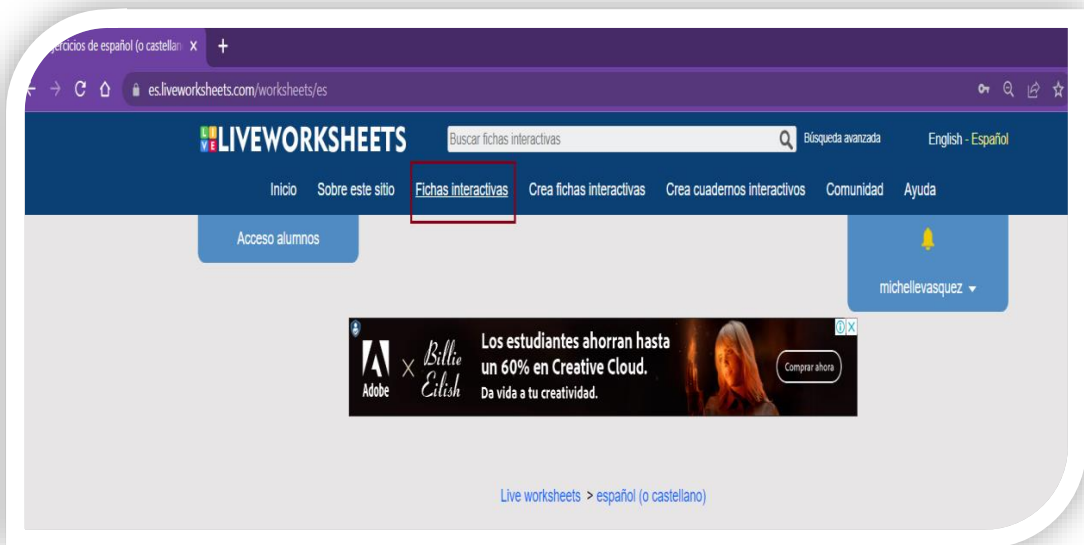 ercicios de español (o castellan x +
es.liveworksheets.com/worksheets/es
LIVE LIVEWORKSHEETS Buscar fichas interactivas Búsqueda avanzada English - Español
Inicio Sobre este sitio Fichas interactivas Crea fichas interactivas Crea cuadernos interactivos Comunidad Ayuda
Acceso alumnos
michellevasquez
Adobe × Billie Eilish
Los estudiantes ahorran hasta
un 60% en Creative Cloud.
Da vida a tu creatividad.
Comprar ahora
Live worksheets > español (o castellano)